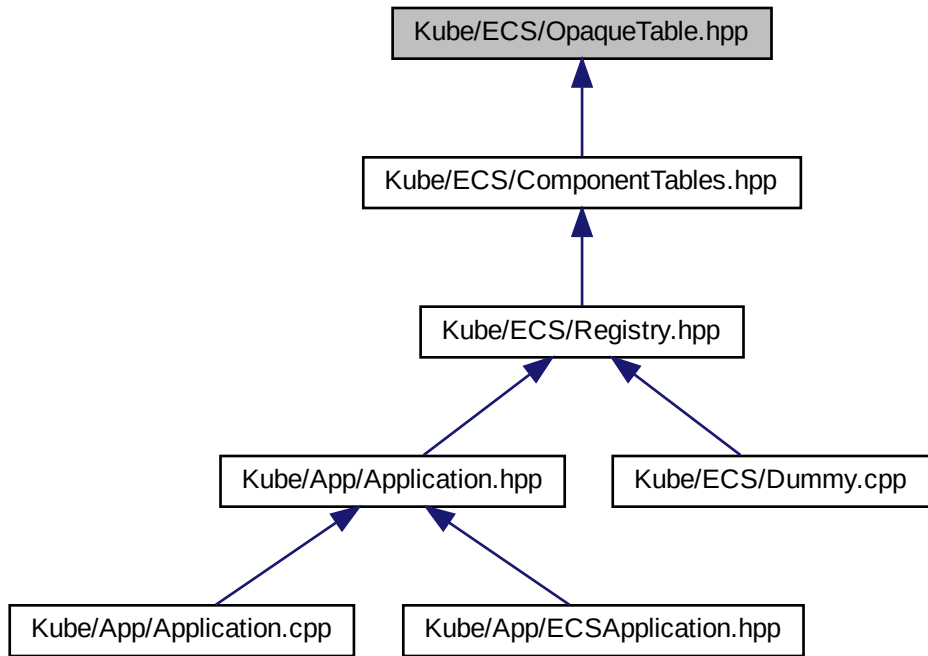 Kube/ECS/OpaqueTable.hpp
Kube/ECS/ComponentTables.hpp
Kube/ECS/Registry.hpp
Kube/App/Application.hpp
Kube/ECS/Dummy.cpp
Kube/App/Application.cpp
Kube/App/ECSApplication.hpp